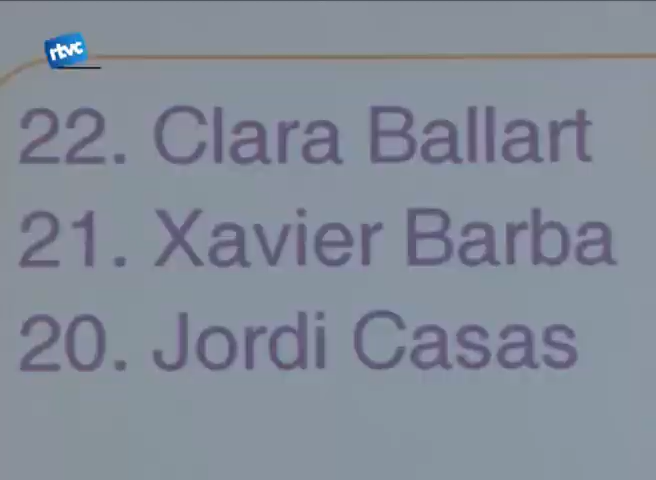 rtvc
22. Clara Ballart
21. Xavier Barba
20. Jordi Casas